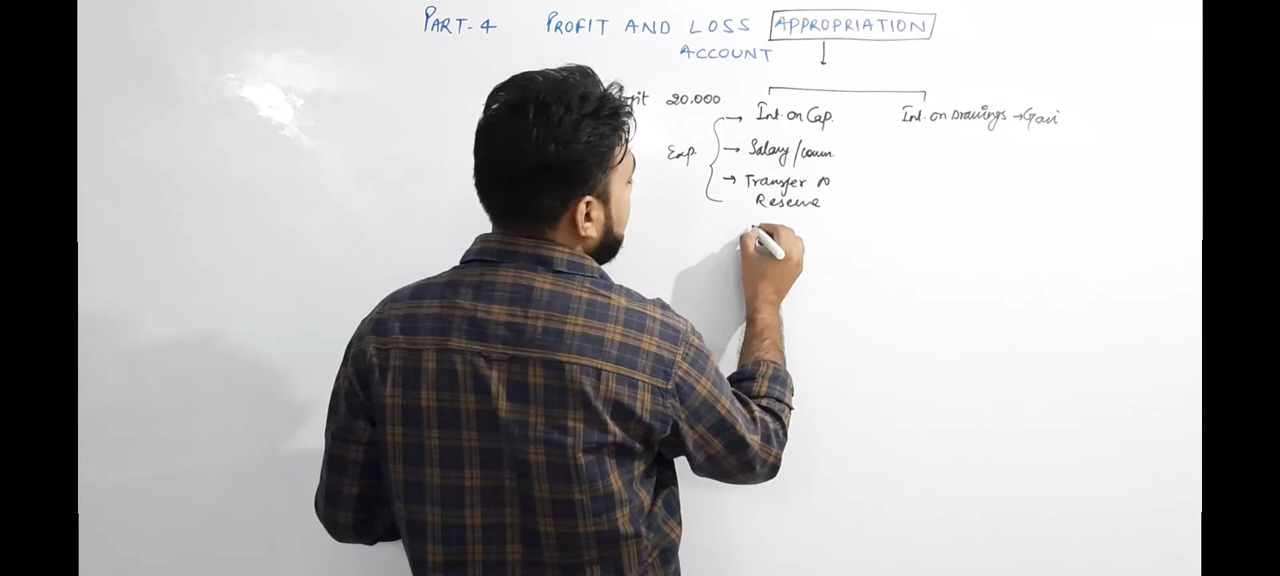 PART-4 PROFIT AND LOSS APPROPRIATION
ACCOUNT
20.000
Int. on Cap. Int. on Drawings →Gain
Exp. → Salary / Comm.
→ Transfer to
Reserve